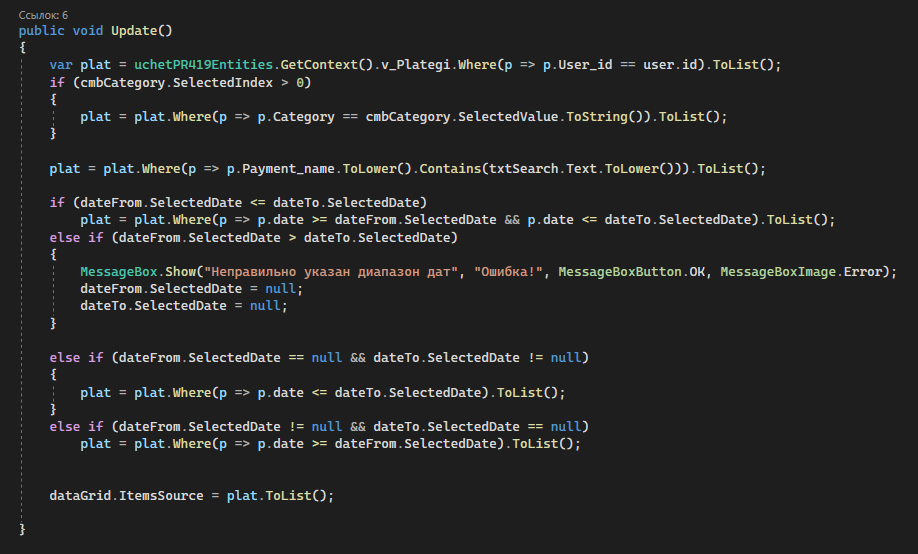 Ссылок: 6
public void Update()
{
    var plat = uchetPR419Entities.GetContext().v_Plategi.Where(p => p.User_id == user.id).ToList();
    if (cmbCategory.SelectedIndex > 0)
    {
        plat = plat.Where(p => p.Category == cmbCategory.SelectedValue.ToString()).ToList();
    }
    plat = plat.Where(p => p.Payment_name.ToLower().Contains(txtSearch.Text.ToLower())).ToList();
    if (dateFrom.SelectedDate <= dateTo.SelectedDate)
        plat = plat.Where(p => p.date >= dateFrom.SelectedDate && p.date <= dateTo.SelectedDate).ToList();
    else if (dateFrom.SelectedDate > dateTo.SelectedDate)
    {
        MessageBox.Show("Неправильно указан диапазон дат", "Ошибка!", MessageBoxButton.OK, MessageBoxImage.Error);
        dateFrom.SelectedDate = null;
        dateTo.SelectedDate = null;
    }
    else if (dateFrom.SelectedDate == null && dateTo.SelectedDate != null)
    {
        plat = plat.Where(p => p.date <= dateTo.SelectedDate).ToList();
    }
    else if (dateFrom.SelectedDate != null && dateTo.SelectedDate == null)
        plat = plat.Where(p => p.date >= dateFrom.SelectedDate).ToList();
    dataGrid.ItemsSource = plat.ToList();
}